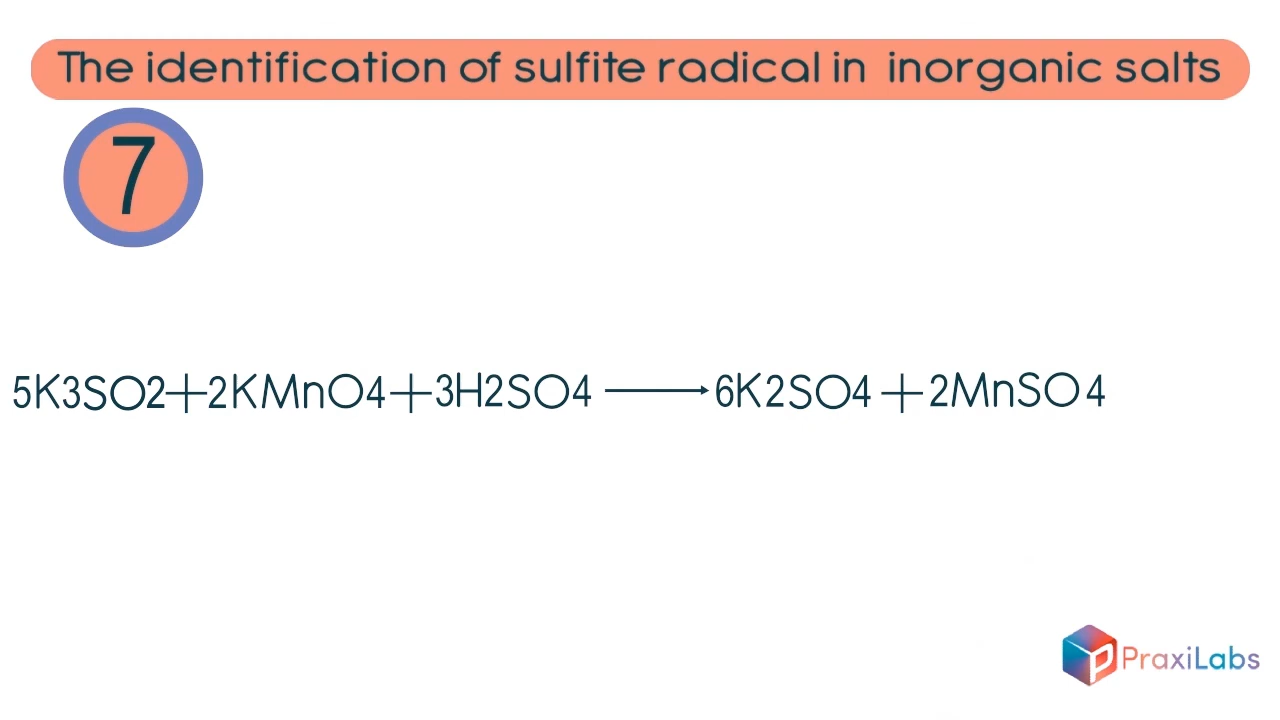 The identification of sulfite radical in inorganic salts
7
5K3SO2+2KMnO4+3H2SO4 ⟶ 6K2SO4+2MnSO4
PraxiLabs